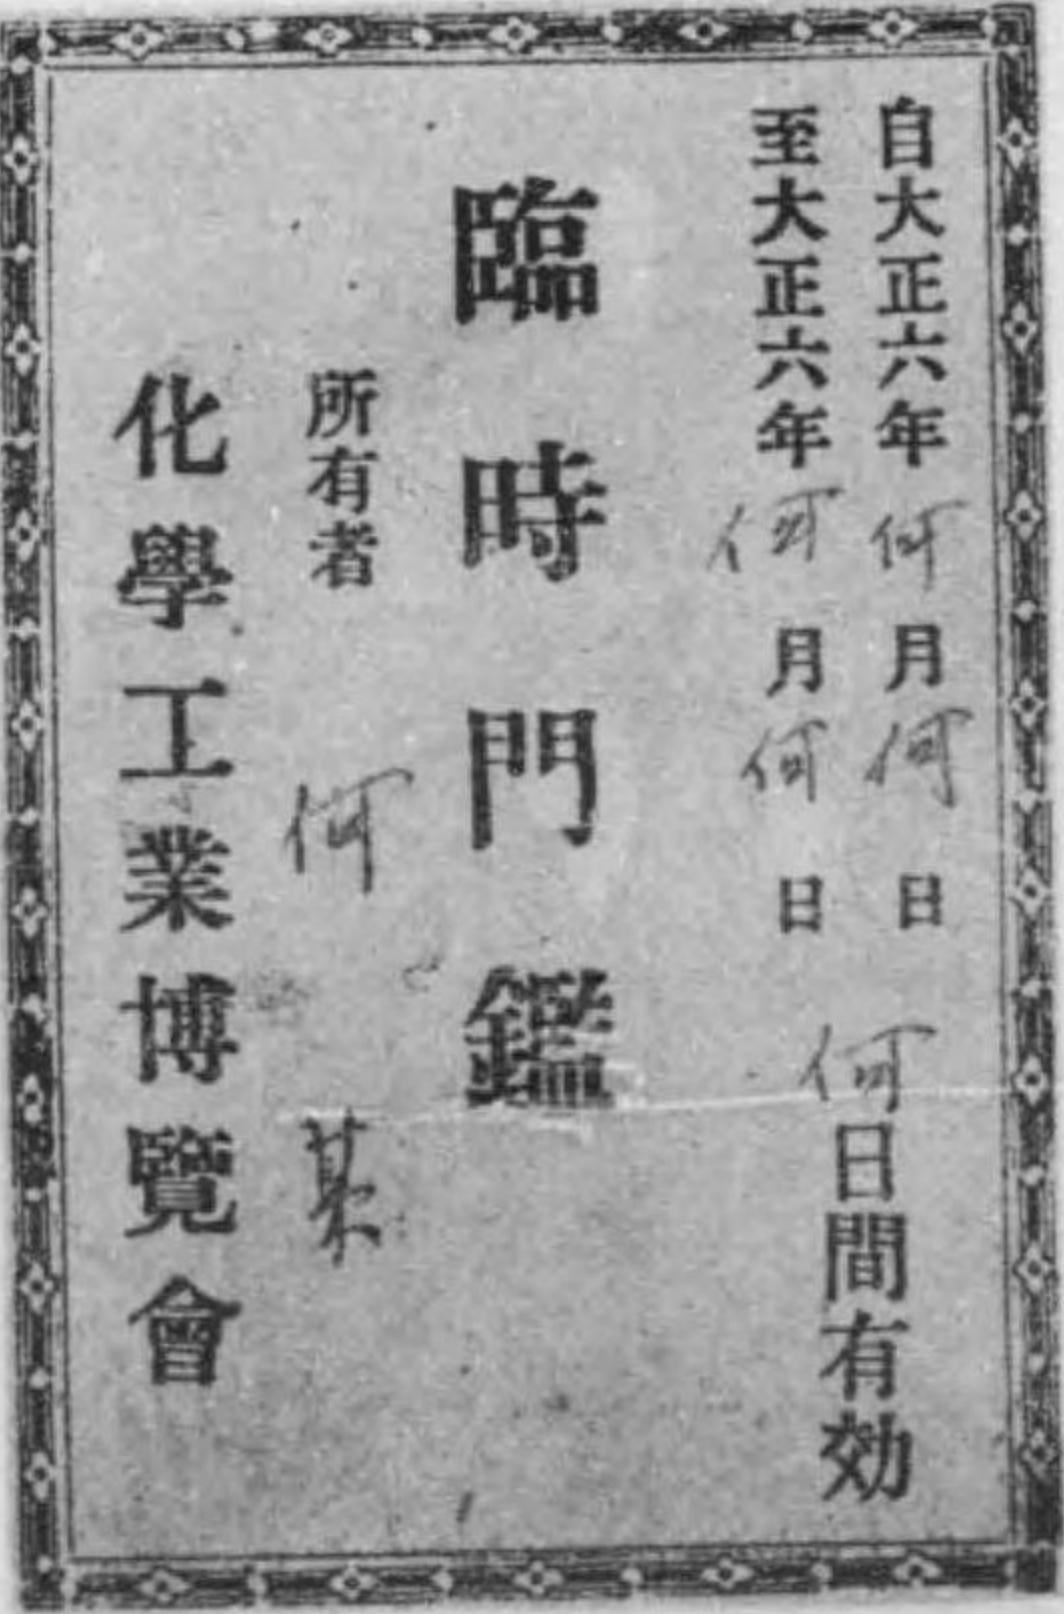 自大正六年何月何日
至大正六年何月何日
何日間有効
臨時門鑑
所有者 何某
化學工業博覽會